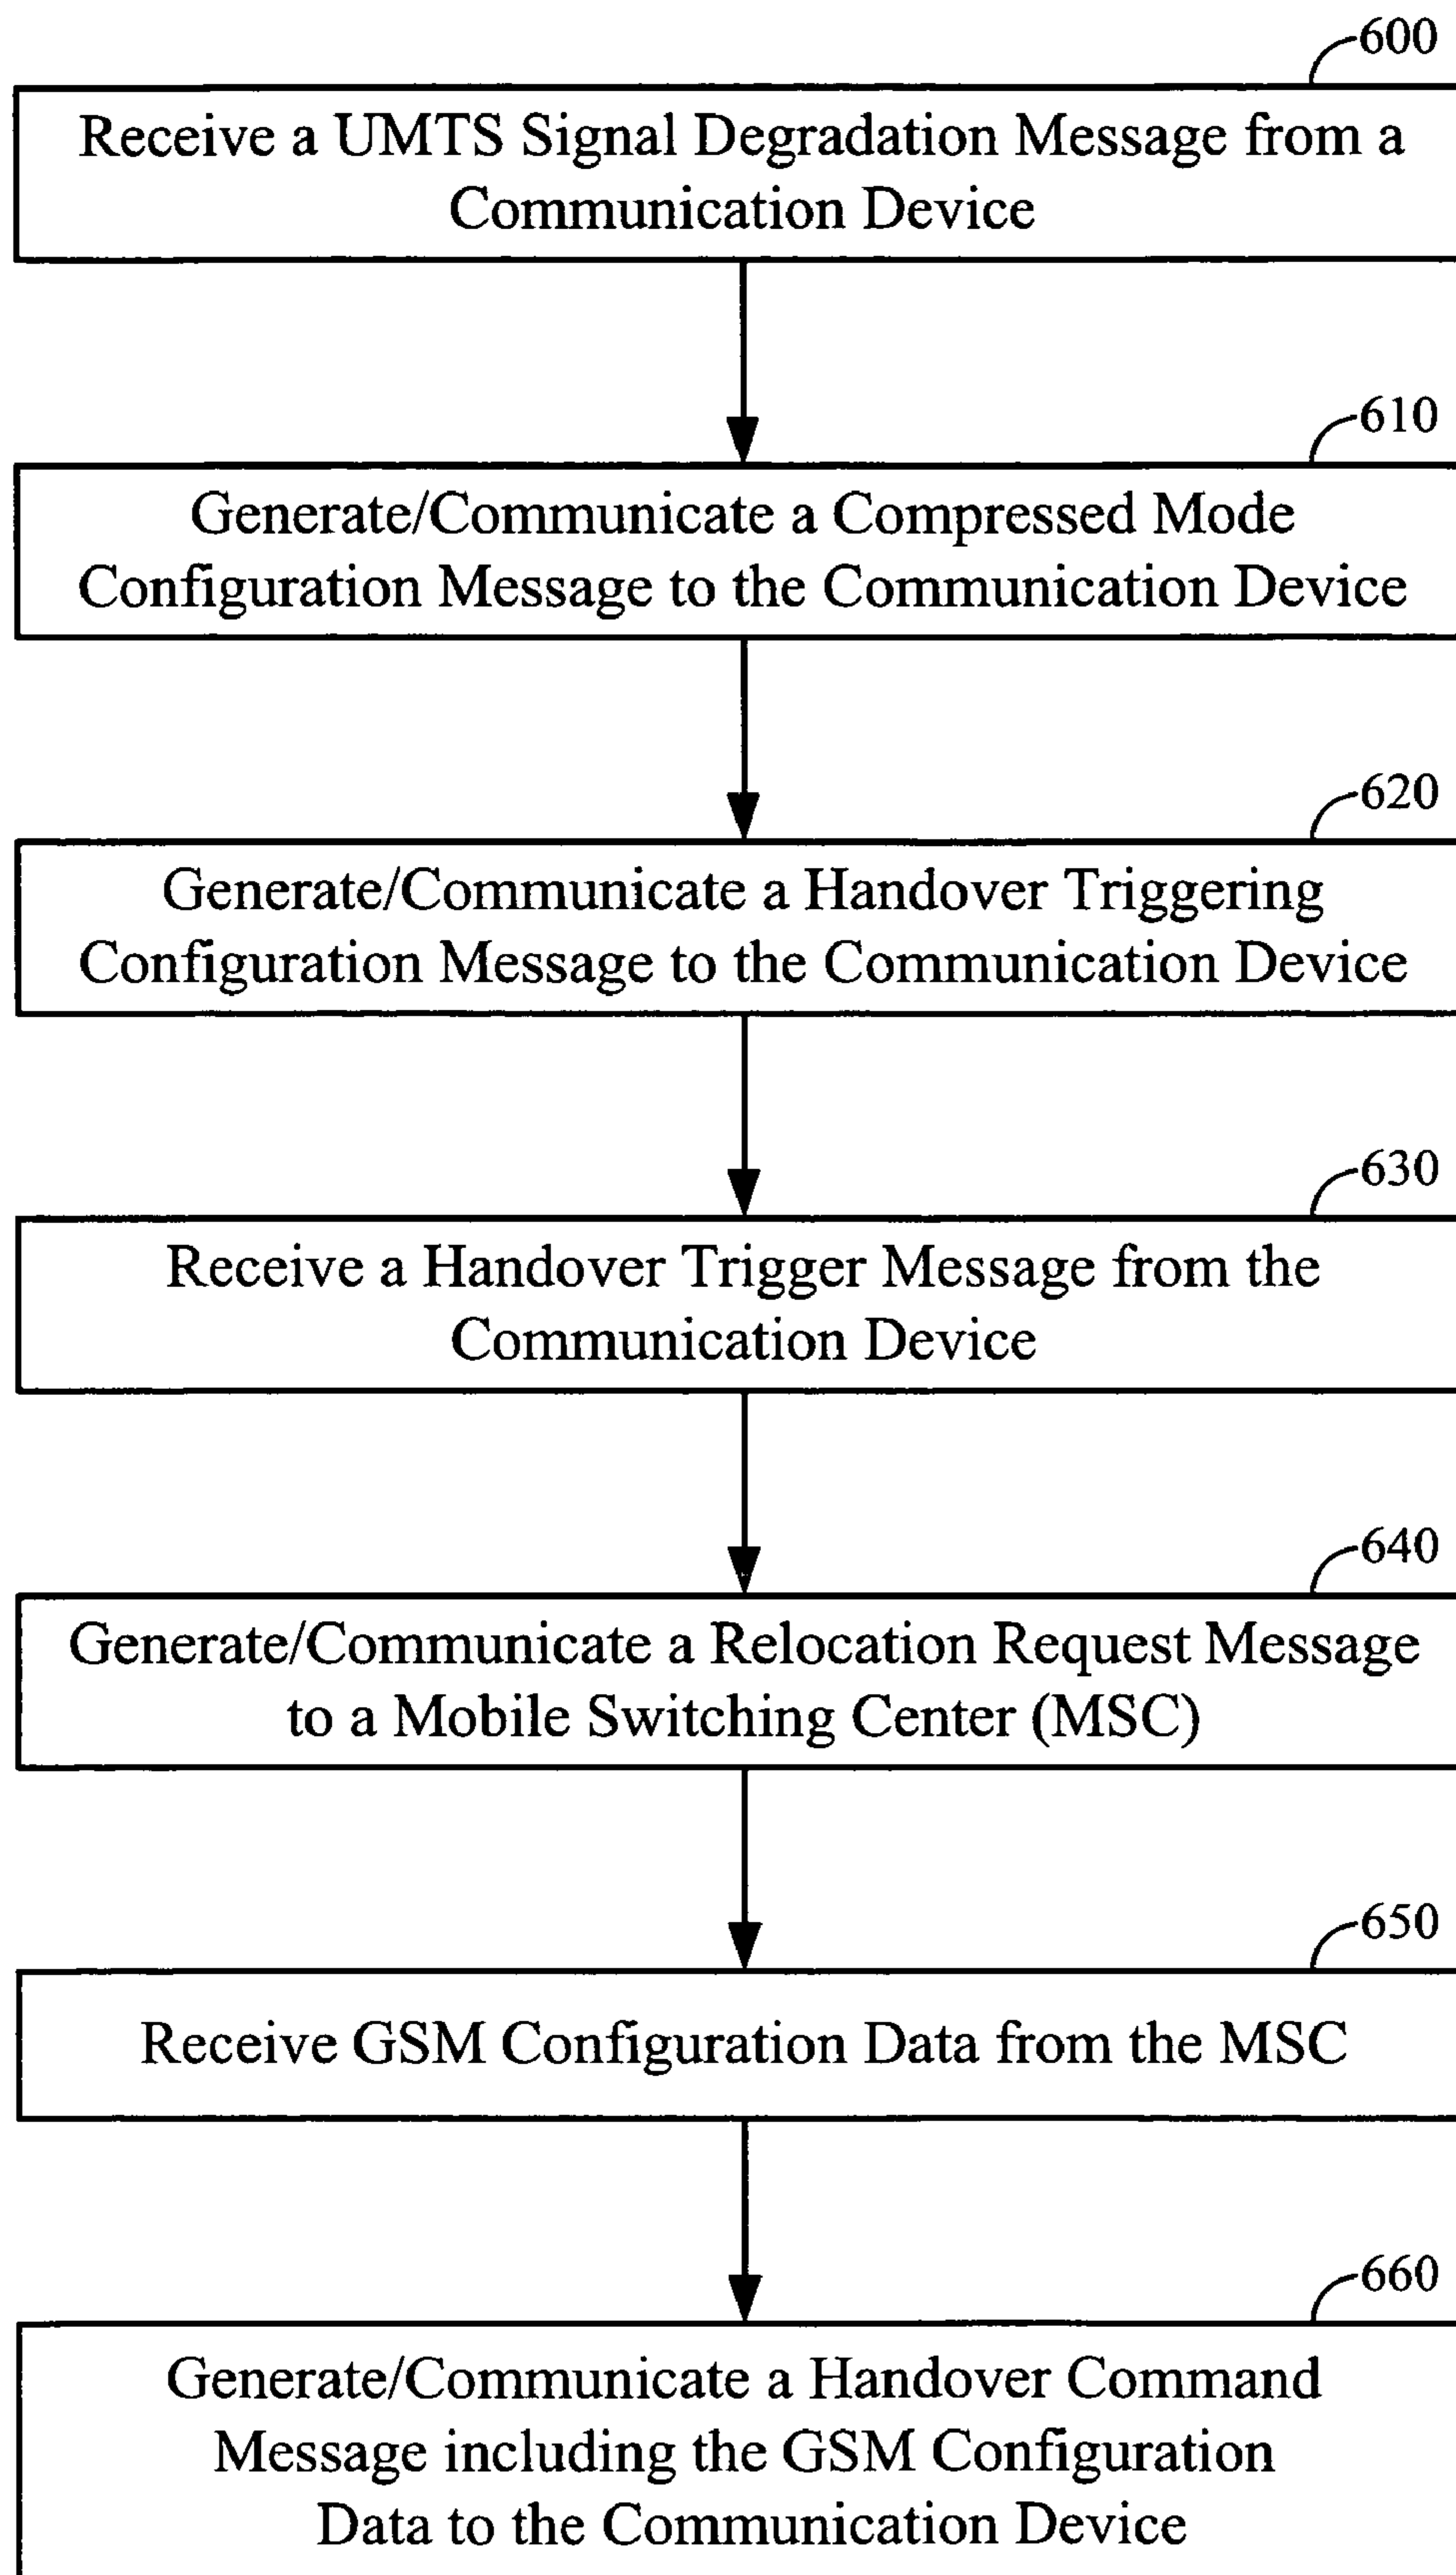 600
Receive a UMTS Signal Degradation Message from a
Communication Device
610
Generate/Communicate a Compressed Mode
Configuration Message to the Communication Device
620
Generate/Communicate a Handover Triggering
Configuration Message to the Communication Device
630
Receive a Handover Trigger Message from the
Communication Device
640
Generate/Communicate a Relocation Request Message
to a Mobile Switching Center (MSC)
650
Receive GSM Configuration Data from the MSC
660
Generate/Communicate a Handover Command
Message including the GSM Configuration
Data to the Communication Device